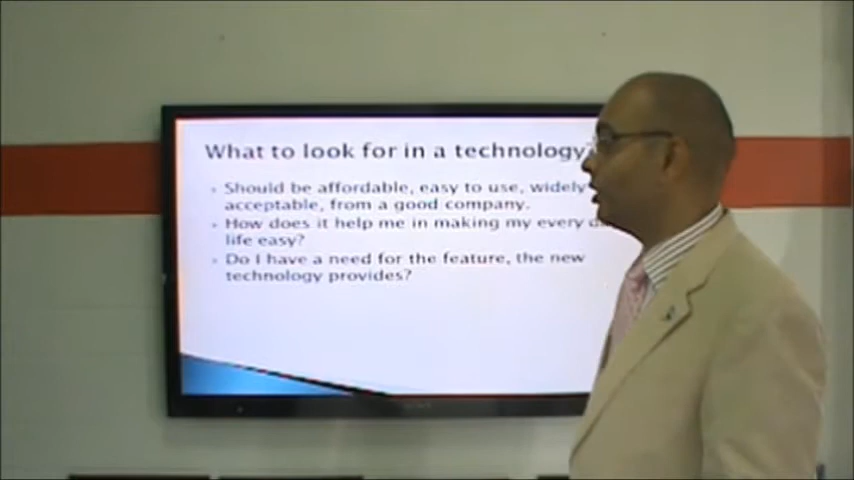 What to look for in a technology?
Should be affordable, easy to use, widely
acceptable, from a good company.
How does it help me in making my every
life easy?
Do I have a need for the feature, the new
technology provides?